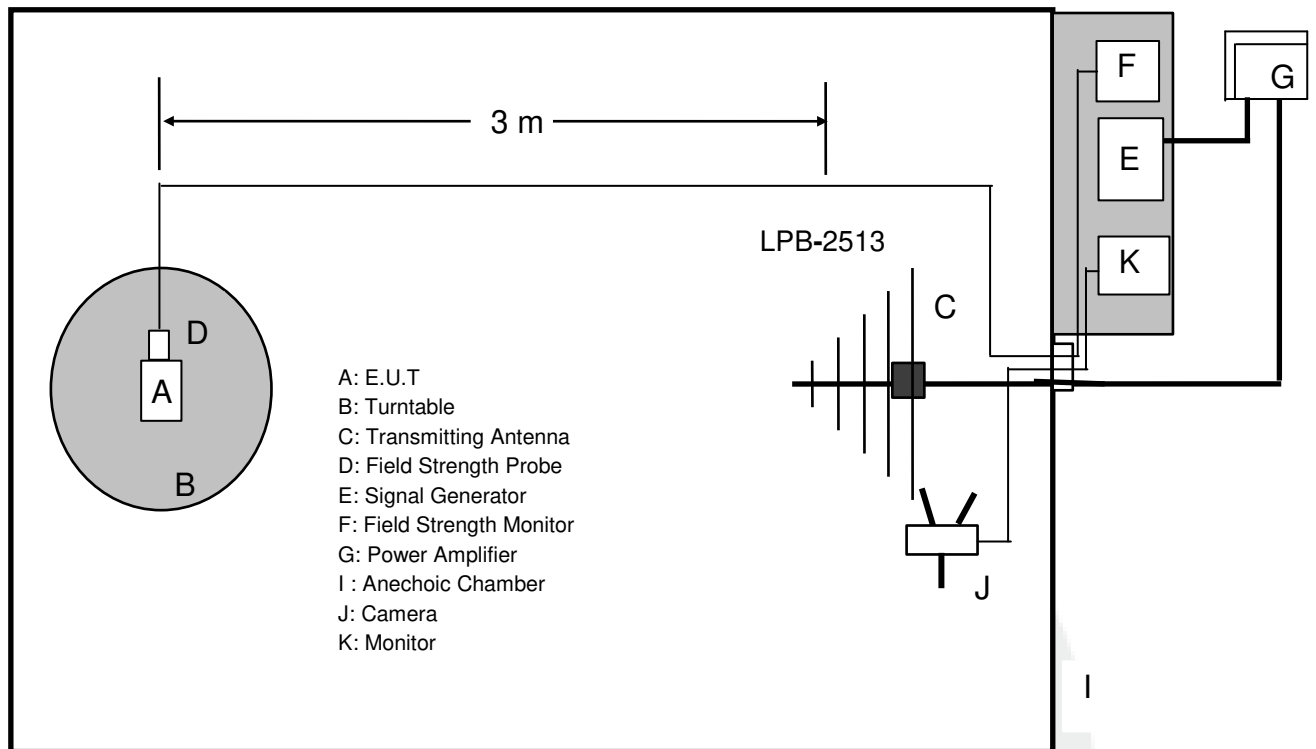 F
G
3 m
E
LPB-2513
K
C
D
A
B
A: E.U.T
B: Turntable
C: Transmitting Antenna
D: Field Strength Probe
E: Signal Generator
F: Field Strength Monitor
G: Power Amplifier
I : Anechoic Chamber
J: Camera
K: Monitor
J
I